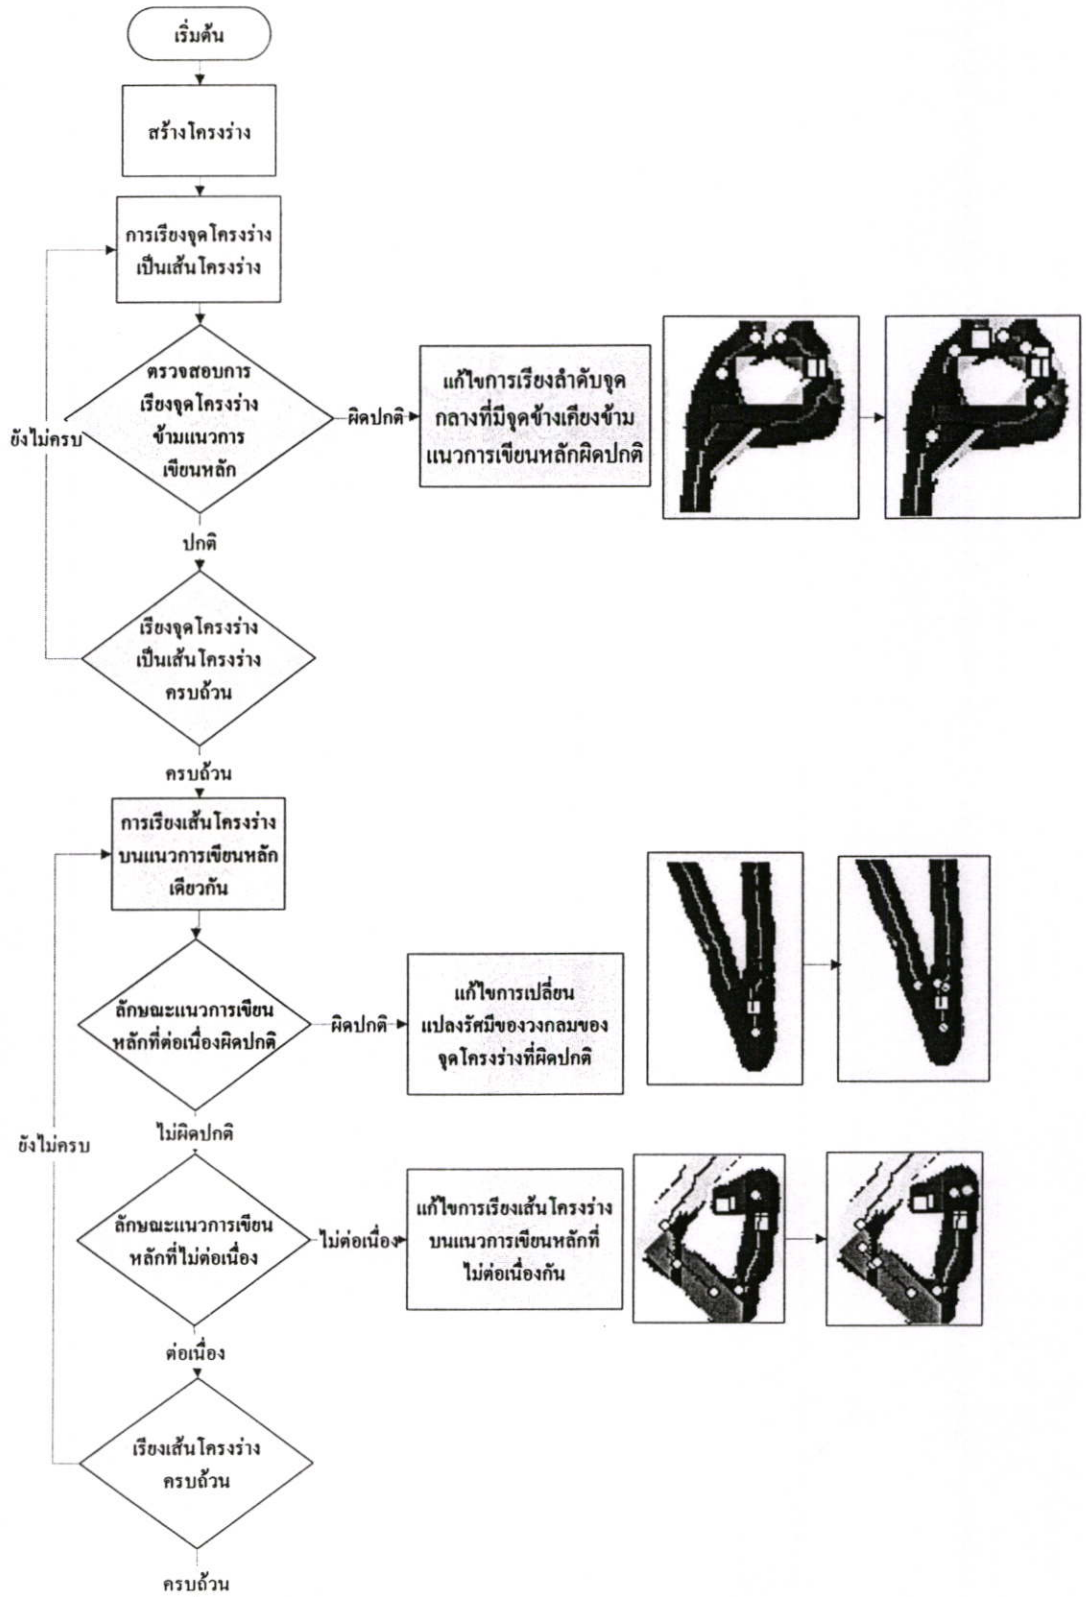 เริ่มต้น
สร้างโครงร่าง
การเรียงจุดโครงร่าง
เป็นเส้นโครงร่าง
ตรวจสอบการ
เรียงจุดโครงร่าง
ข้ามแนวการ
เขียนหลัก
ผิดปกติ
แก้ไขการเรียงลำดับจุด
กลางที่มีจุดข้างเคียงข้าม
แนวการเขียนหลักผิดปกติ
ยังไม่ครบ
ปกติ
เรียงจุดโครงร่าง
เป็นเส้นโครงร่าง
ครบถ้วน
ครบถ้วน
การเรียงเส้นโครงร่าง
บนแนวการเขียนหลัก
เดียวกัน
ลักษณะแนวการเขียน
หลักที่ต่อเนื่องผิดปกติ
ผิดปกติ
แก้ไขการเปลี่ยน
แปลงรัศมีของวงกลมของ
จุดโครงร่างที่ผิดปกติ
ยังไม่ครบ
ไม่ผิดปกติ
ลักษณะแนวการเขียน
หลักที่ไม่ต่อเนื่อง
ไม่ต่อเนื่อง
แก้ไขการเรียงเส้นโครงร่าง
บนแนวการเขียนหลักที่
ไม่ต่อเนื่องกัน
ต่อเนื่อง
เรียงเส้นโครงร่าง
ครบถ้วน
ครบถ้วน